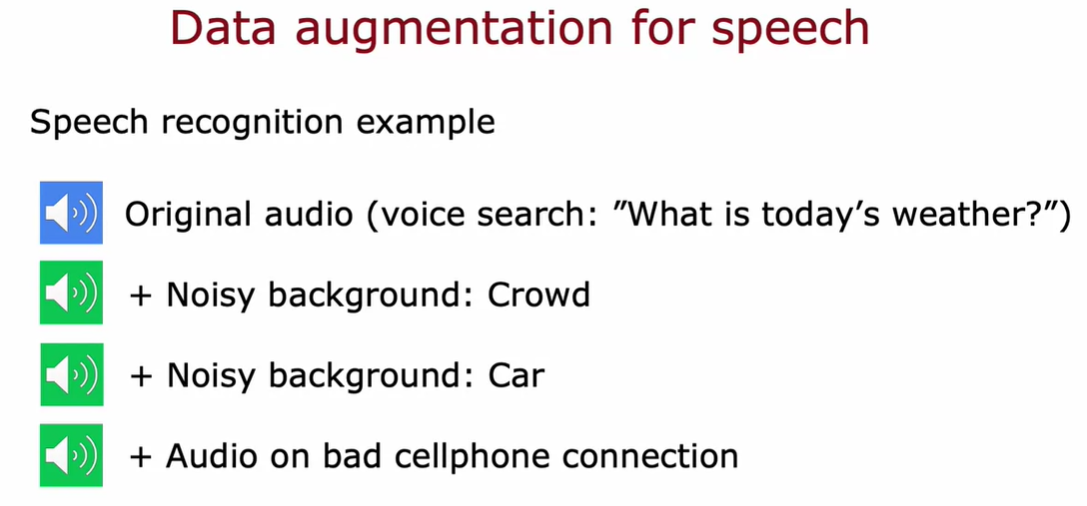 Data augmentation for speech
Speech recognition example
Original audio (voice search: ”What is today’s weather?”)
+ Noisy background: Crowd
+ Noisy background: Car
+ Audio on bad cellphone connection